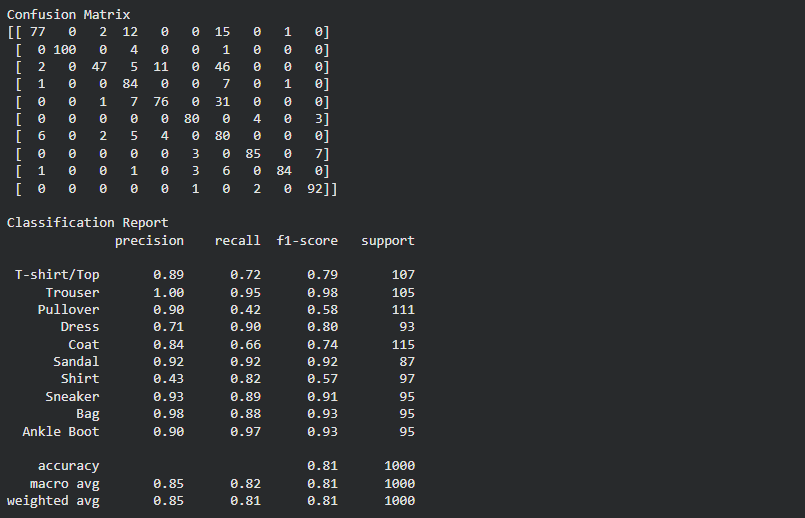 Confusion Matrix
[[ 77   0   2  12   0   0  15   0   1   0]
 [  0 100   0   4   0   0   1   0   0   0]
 [  2   0  47   5  11   0  46   0   0   0]
 [  1   0   0  84   0   0   7   0   1   0]
 [  0   0   1   7  76   0  31   0   0   0]
 [  0   0   0   0   0  80   0   4   0   3]
 [  6   0   2   5   4   0  80   0   0   0]
 [  0   0   0   0   0   3   0  85   0   7]
 [  1   0   0   1   0   3   6   0  84   0]
 [  0   0   0   0   0   1   0   2   0  92]]
Classification Report
              precision    recall  f1-score   support
 T-shirt/Top       0.89      0.72      0.79       107
     Trouser       1.00      0.95      0.98       105
    Pullover       0.90      0.42      0.58       111
       Dress       0.71      0.90      0.80        93
        Coat       0.84      0.66      0.74       115
      Sandal       0.92      0.92      0.92        87
       Shirt       0.43      0.82      0.57        97
     Sneaker       0.93      0.89      0.91        95
         Bag       0.98      0.88      0.93        95
  Ankle Boot       0.90      0.97      0.93        95
    accuracy                           0.81      1000
   macro avg       0.85      0.82      0.81      1000
weighted avg       0.85      0.81      0.81      1000